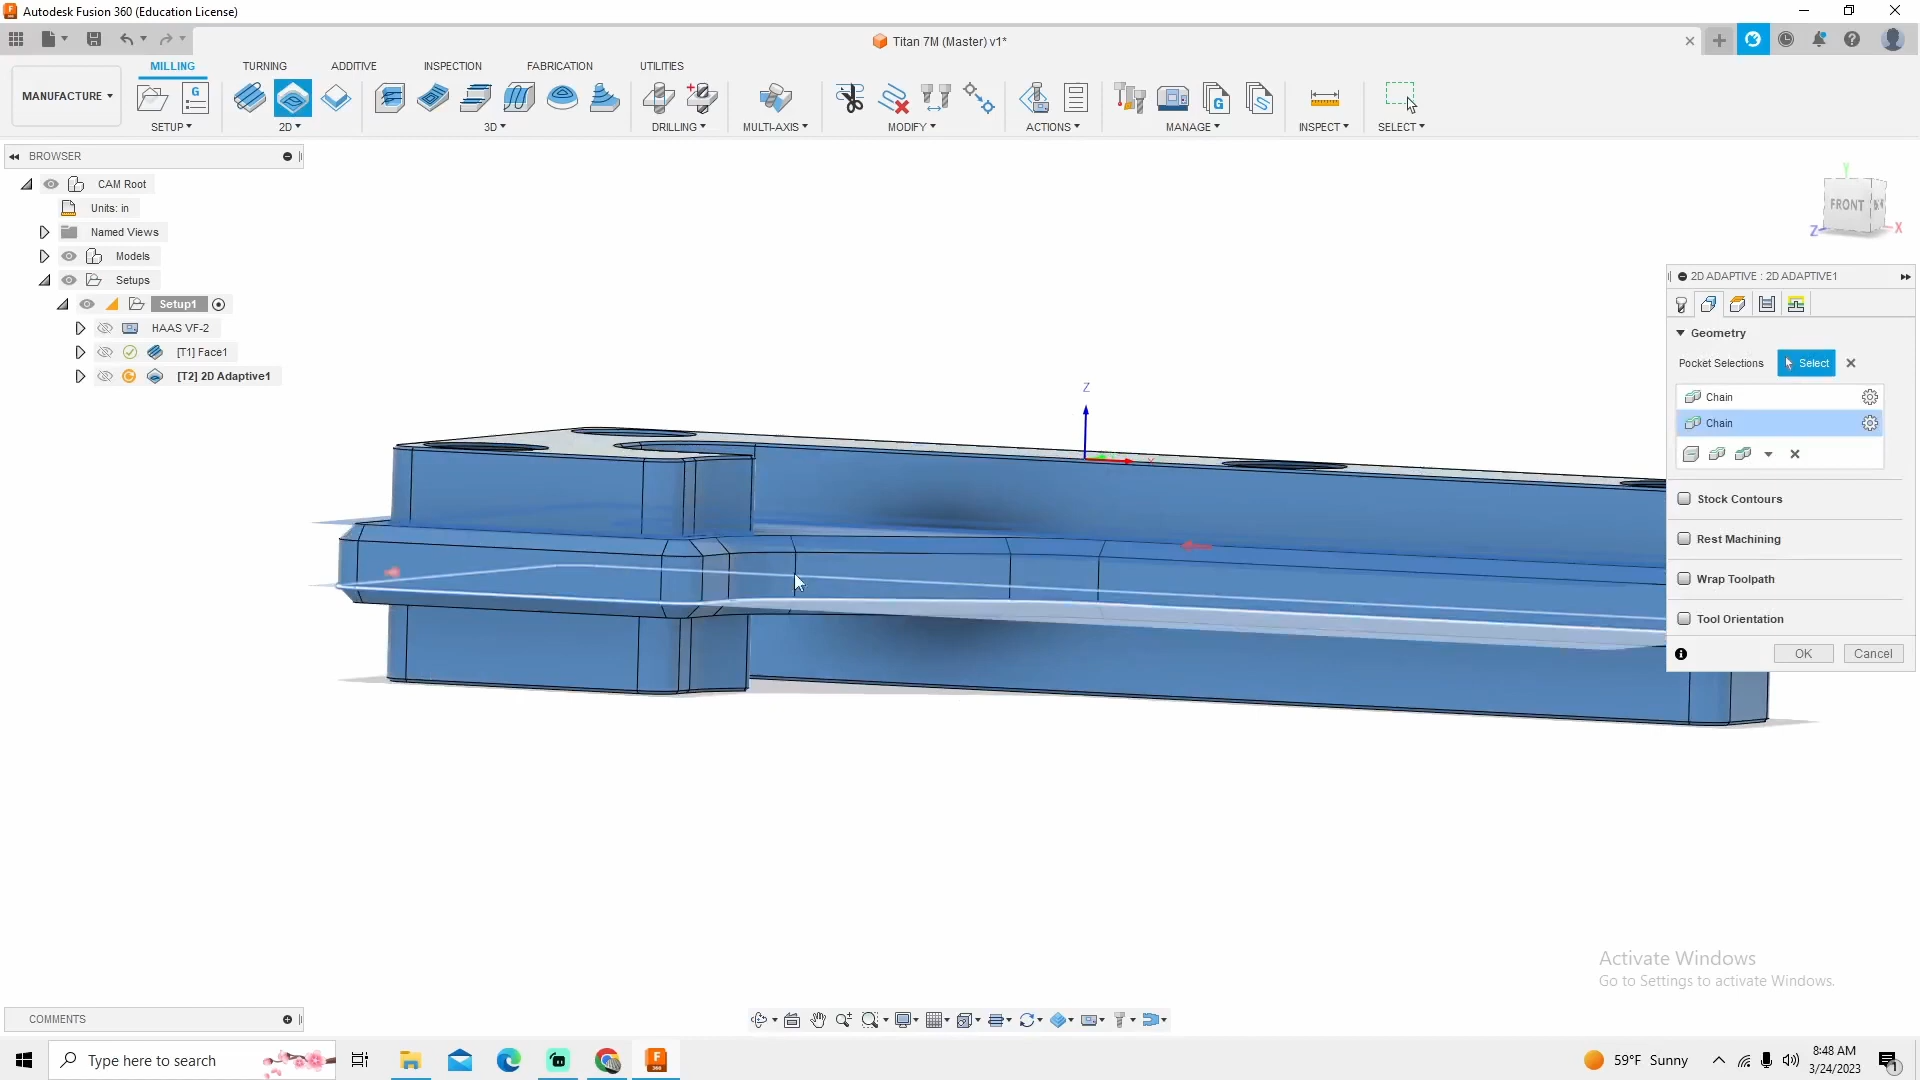 Autodesk Fusion 360 (Education License)
Titan 7M (Master) v1*
MILLING TURNING ADDITIVE INSPECTION FABRICATION UTILITIES
MANUFACTURE
G
G
SETUP 2D 3D DRILLING MULTI-AXIS MODIFY ACTIONS MANAGE INSPECT SELECT
BROWSER
CAM Root
Units: in
Named Views
Models
Setups
Setup1
HAAS VF-2
[T1] Face1
[T2] 2D Adaptive1
Y
FRONT
Z
X
Z
X
2D ADAPTIVE : 2D ADAPTIVE1
Geometry
Pocket Selections Select
Chain
Chain
Stock Contours
Rest Machining
Wrap Toolpath
Tool Orientation
OK Cancel
Activate Windows
Go to Settings to activate Windows.
COMMENTS
Type here to search
F
360
59°F Sunny
8:48 AM
3/24/2023
1